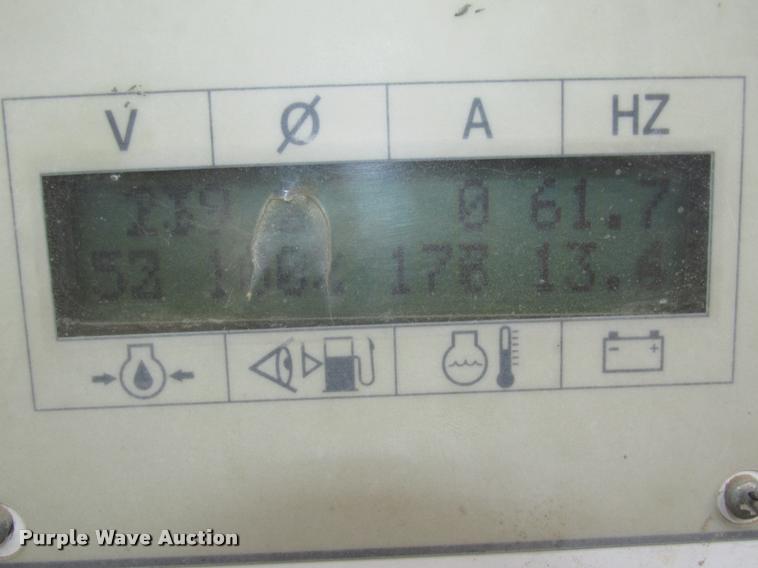 V Ø A HZ
0 61.7
52 178 13.
Purple Wave Auction